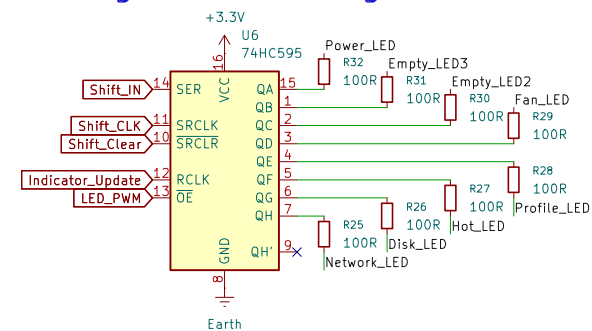 +3.3V
U6
74HC595
16
VCC
Shift_IN
14
SER
Shift_CLK
11
SRCLK
Shift_Clear
10
SRCLR
Indicator_Update
12
RCLK
LED_PWM
13
OE
QA
15
QB
1
QC
2
QD
3
QE
4
QF
5
QG
6
QH
7
QH'
9
GND
8
Earth
Power_LED
R32
100R
Empty_LED3
R31
100R
Empty_LED2
R30
100R
Fan_LED
R29
100R
R28
100R
Profile_LED
R27
100R
Hot_LED
R26
100R
Disk_LED
R25
100R
Network_LED